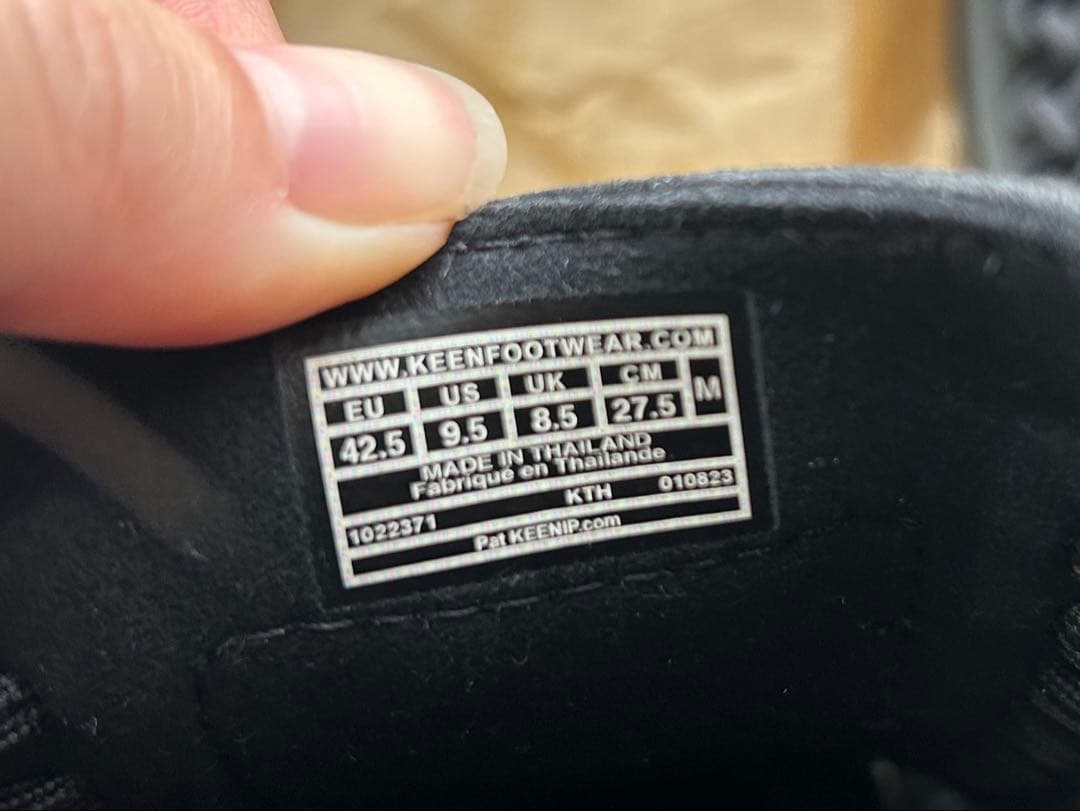 WWW.KEENFOOTWEAR.COM
EU US UK CM M
42.5 9.5 8.5 27.5
MADE IN THAILAND
Fabriqué en Thaïlande
1022371 KTH 010823
Pat KEENIP.com